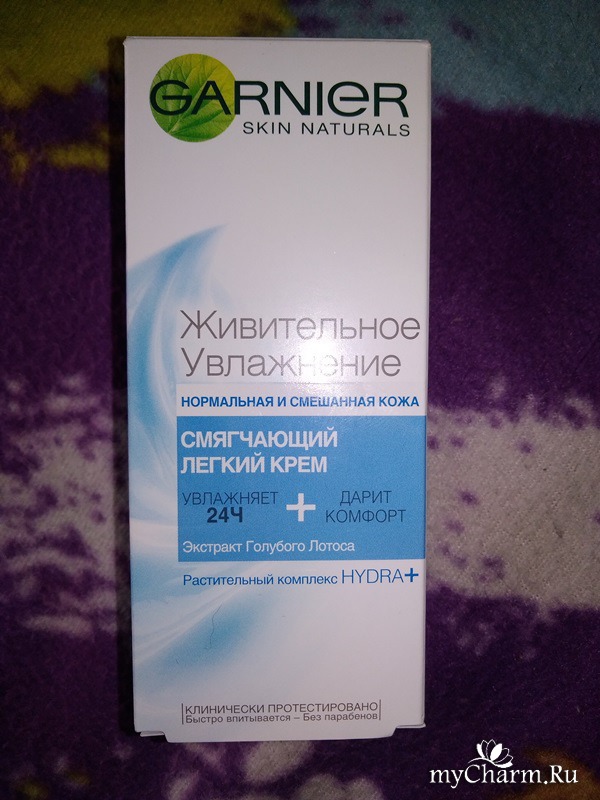 GARNIER
SKIN NATURALS
Живительное
Увлажнение
НОРМАЛЬНАЯ И СМЕШАННАЯ КОЖА
СМЯГЧАЮЩИЙ
ЛЕГКИЙ КРЕМ
УВЛАЖНЯЕТ
24Ч
+
ДАРИТ
КОМФОРТ
Экстракт Голубого Лотоса
Растительный комплекс HYDRA+
КЛИНИЧЕСКИ ПРОТЕСТИРОВАНО
Быстро впитывается – Без парабенов
myCharm.Ru